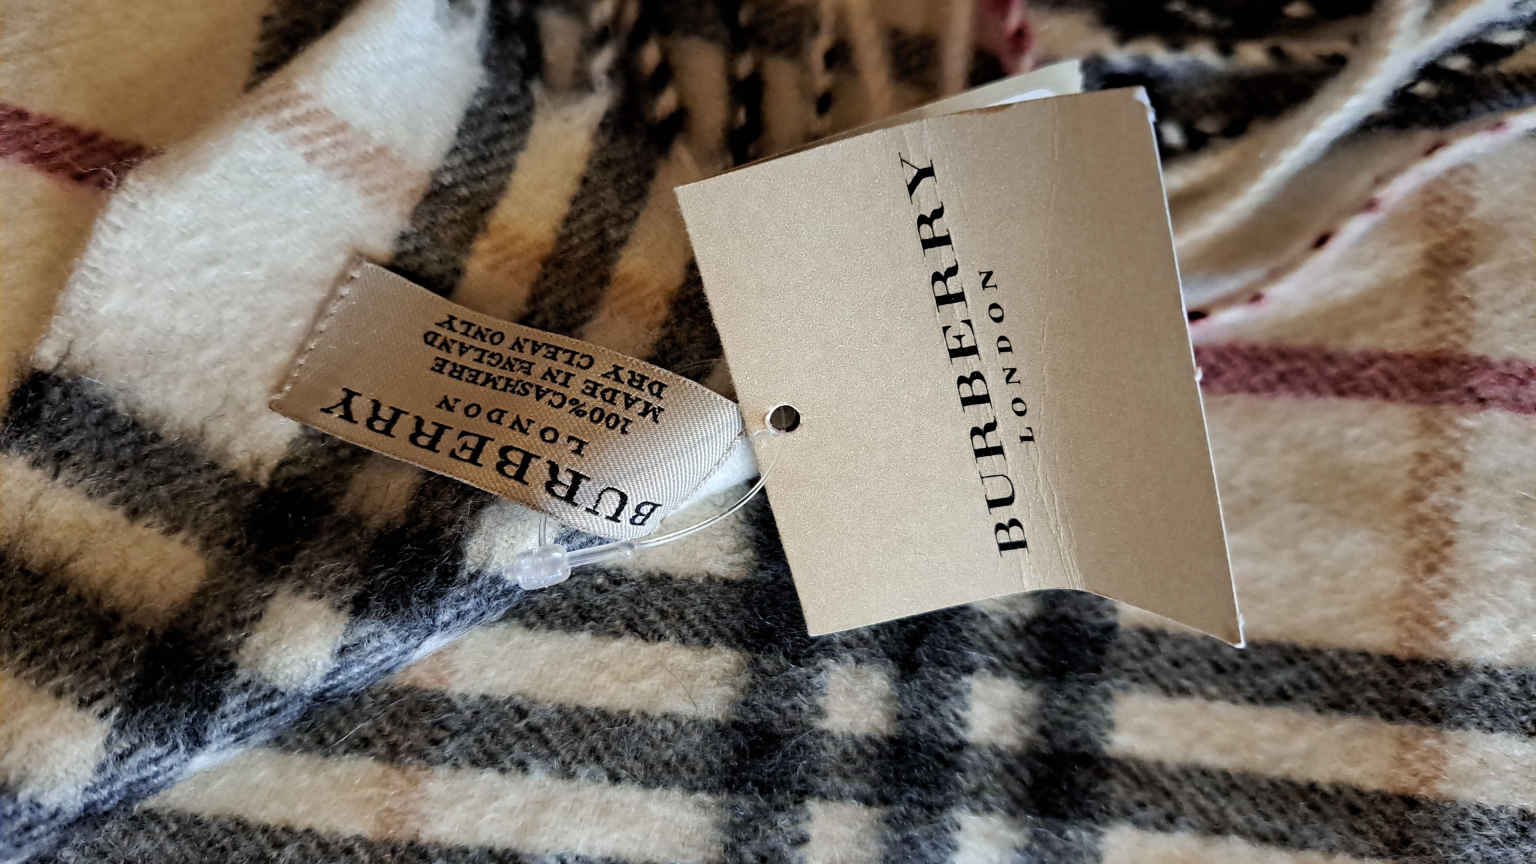 BURBERRY
LONDON
100%CASHMERE
MADE IN ENGLAND
DRY CLEAN ONLY
BURBERRY
LONDON